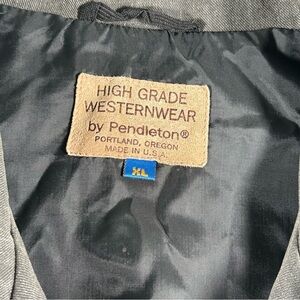 HIGH GRADE
WESTERNWEAR
by Pendleton®
PORTLAND, OREGON
MADE IN U.S.A.
XL